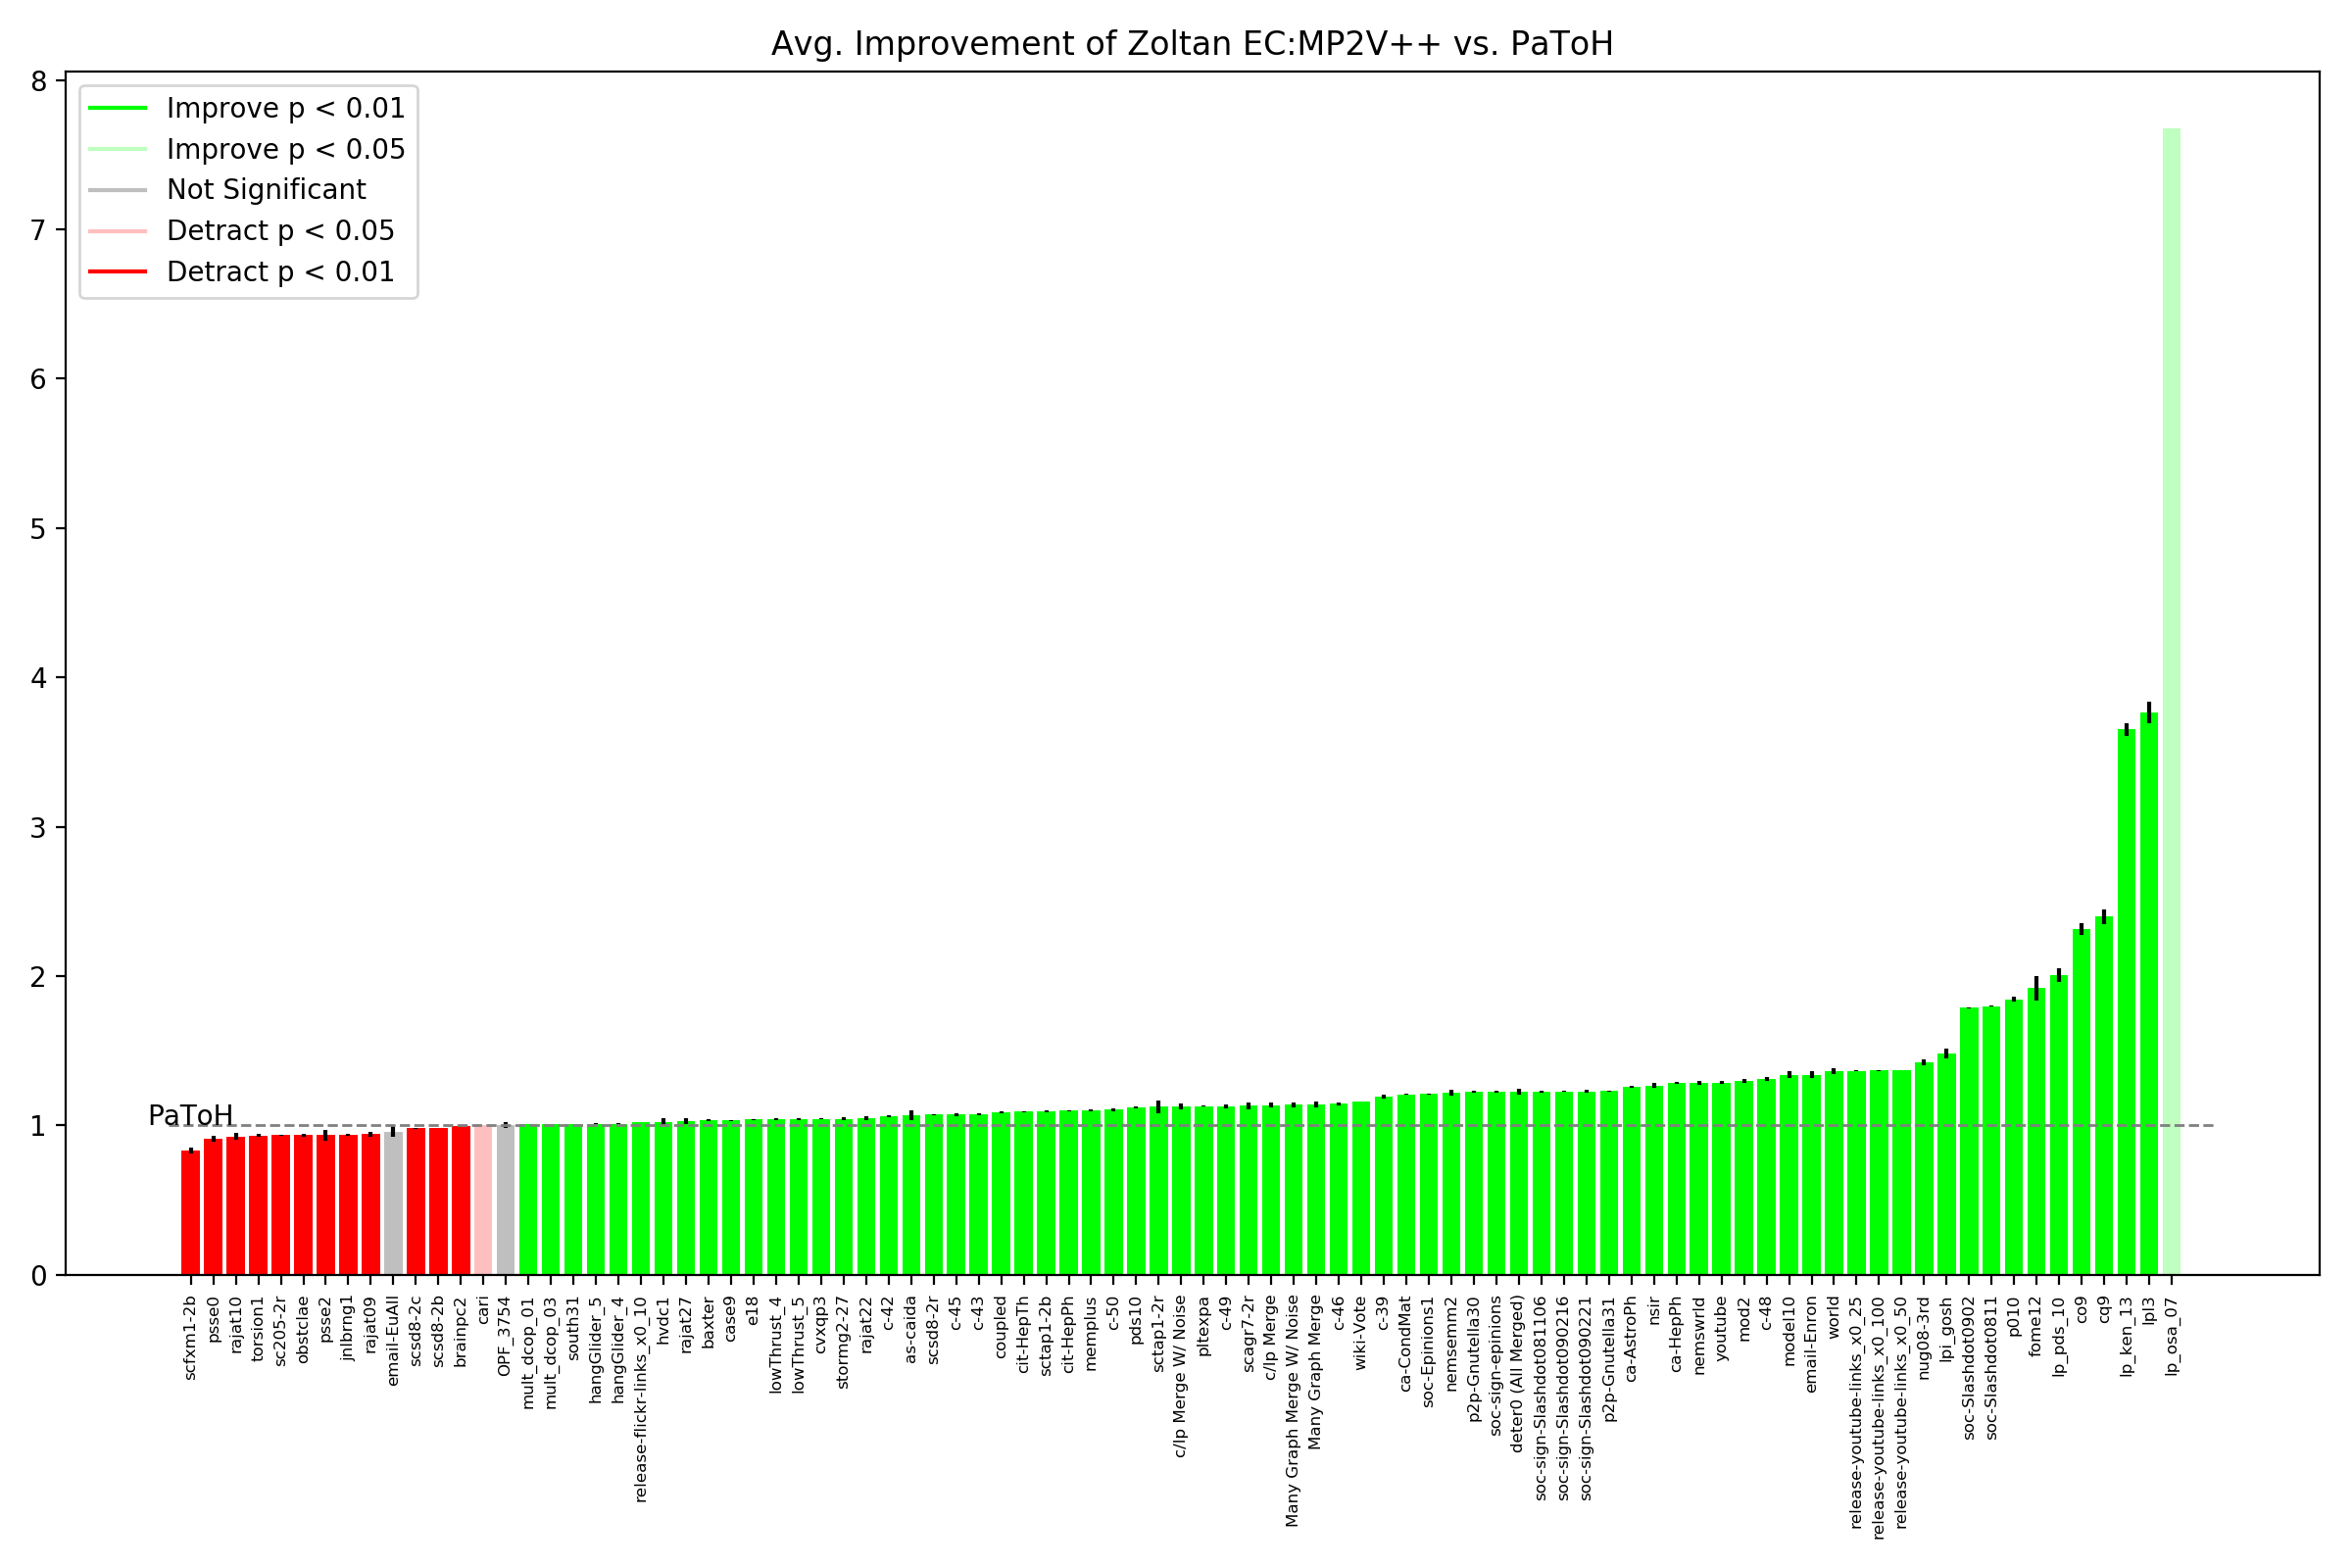 Avg. Improvement of Zoltan EC:MP2V++ vs. PaToH
8
7
6
5
4
3
2
1
0
Improve p < 0.01
Improve p < 0.05
Not Significant
Detract p < 0.05
Detract p < 0.01
PaToH
scfxm1-2b
psse0
rajat10
torsion1
sc205-2r
obstclae
psse2
jnlbrng1
rajat09
email-EuAll
scsd8-2c
scsd8-2b
brainpc2
cari
OPF_3754
mult_dcop_01
mult_dcop_03
south31
hangGlider_5
hangGlider_4
release-flickr-links_x0_10
hvdc1
rajat27
baxter
case9
e18
lowThrust_4
lowThrust_5
cvxqp3
stormg2-27
rajat22
c-42
as-caida
scsd8-2r
c-45
c-43
coupled
cit-HepTh
sctap1-2b
cit-HepPh
memplus
c-50
pds10
sctap1-2r
c/lp Merge W/ Noise
pltexpa
c-49
scagr7-2r
c/lp Merge
Many Graph Merge W/ Noise
Many Graph Merge
c-46
wiki-Vote
c-39
ca-CondMat
soc-Epinions1
nemsemm2
p2p-Gnutella30
soc-sign-epinions
deter0 (All Merged)
soc-sign-Slashdot081106
soc-sign-Slashdot090216
soc-sign-Slashdot090221
p2p-Gnutella31
ca-AstroPh
nsir
ca-HepPh
nemswrld
youtube
mod2
c-48
model10
email-Enron
world
release-youtube-links_x0_25
release-youtube-links_x0_100
release-youtube-links_x0_50
nug08-3rd
lpi_gosh
soc-Slashdot0902
soc-Slashdot0811
p010
fome12
lp_pds_10
co9
cq9
lp_ken_13
lpl3
lp_osa_07